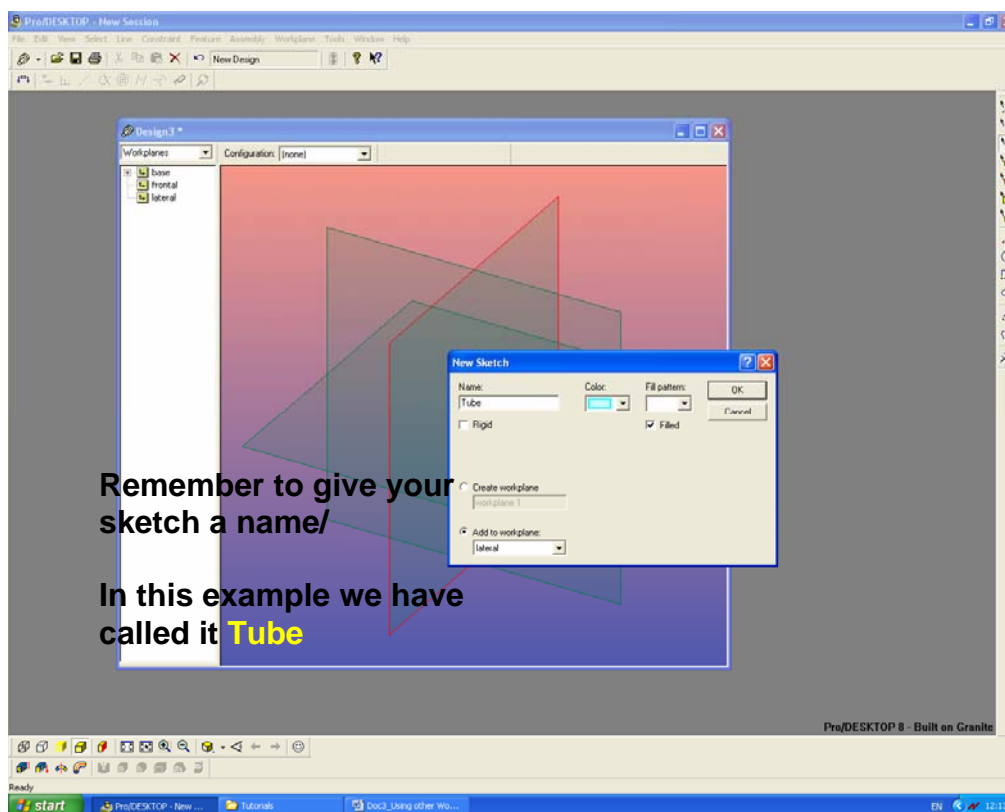 Pro/DESKTOP - New Session
File Edit View Select Line Constraint Feature Assembly Workplane Tools Window Help
New Design
Design3 *
Workplanes Configuration: (none)
base
frontal
lateral
New Sketch
Name: Color: Fill pattern: OK
Tube Cancel
Rigid Filled
Create workplane
workplane 1
Add to workplane:
lateral
Remember to give your
sketch a name/
In this example we have
called it Tube
Pro/DESKTOP 8 - Built on Granite
Ready
start Pro/DESKTOP - New ... Tutorials Doc3_Using other Wo... EN